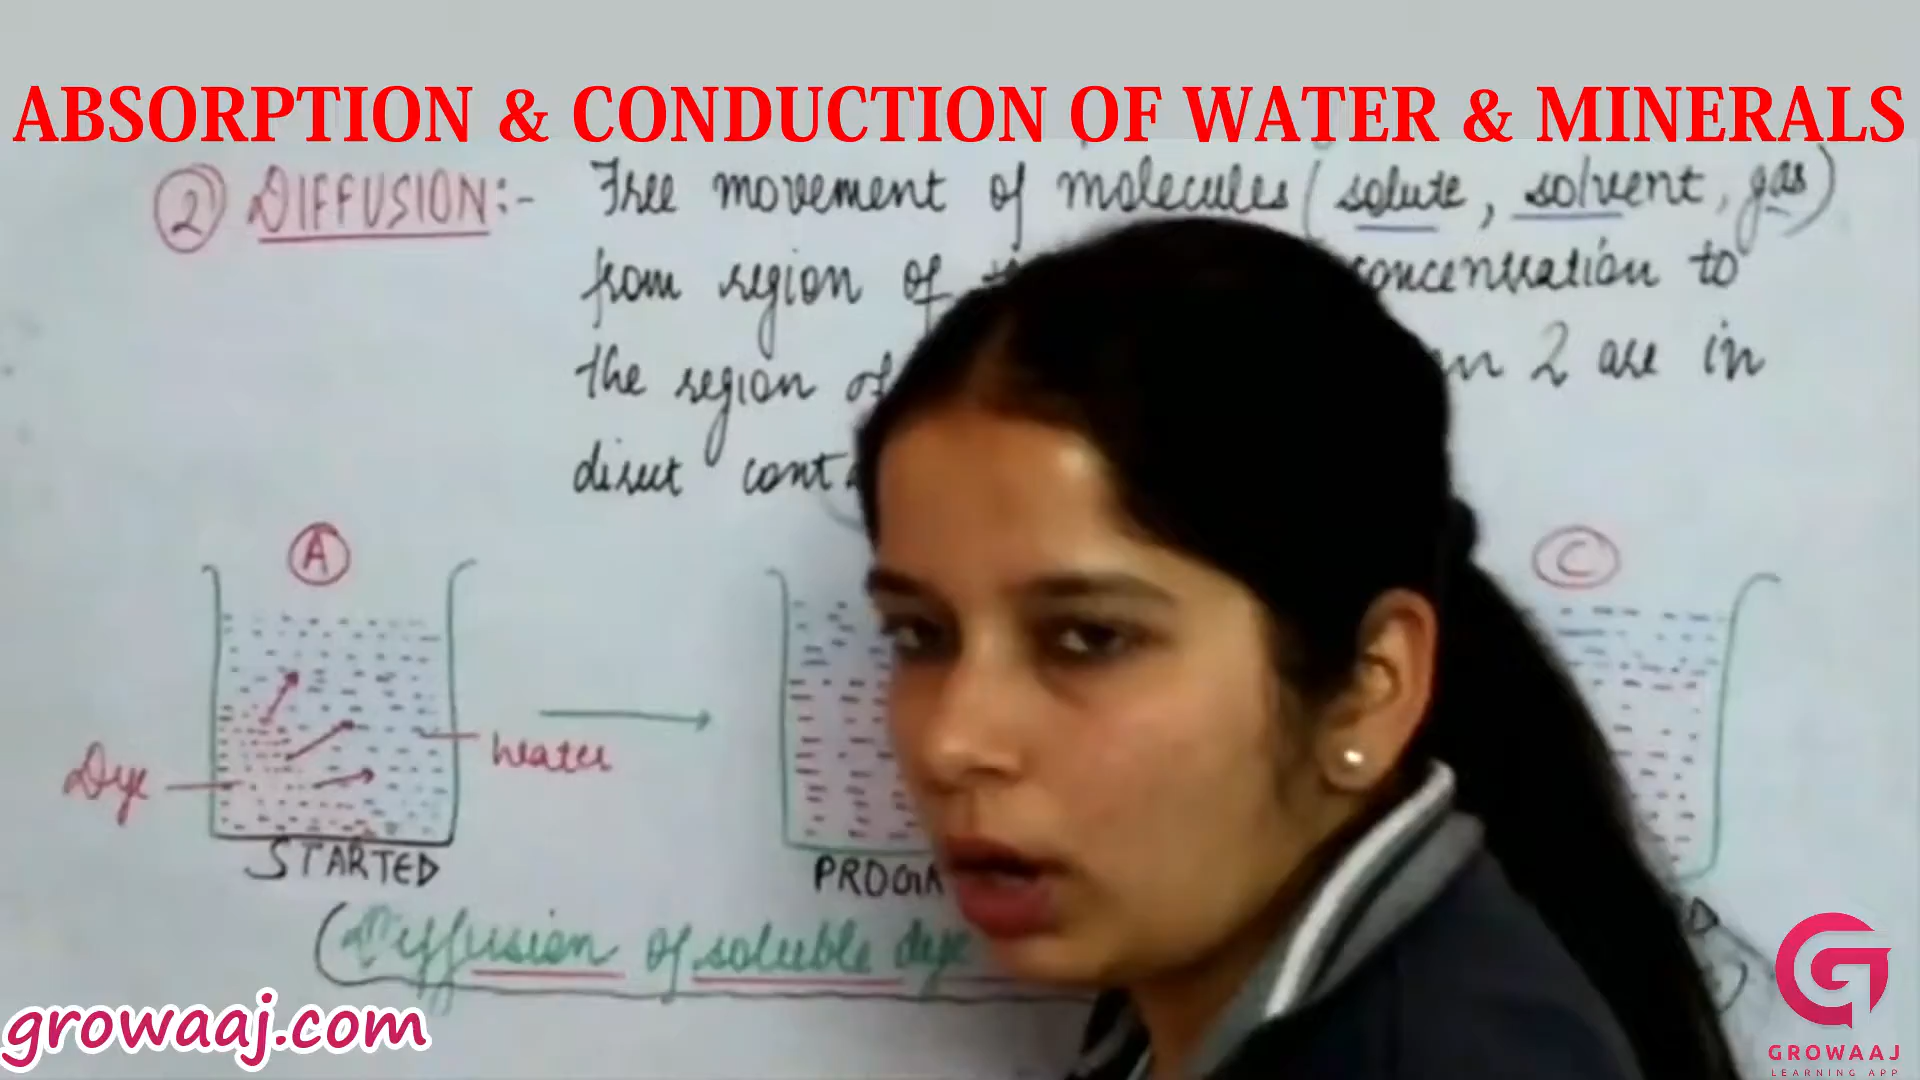 ABSORPTION & CONDUCTION OF WATER & MINERALS
2 DIFFUSION:- Free movement of molecules (solute, solvent, gas)
from region of concentration to
the region of 2 are in
direct
A
C
Dye
water
STARTED
(Diffusion of soluble dye
growaaj.com
GROWAAJ
LEARNING APP